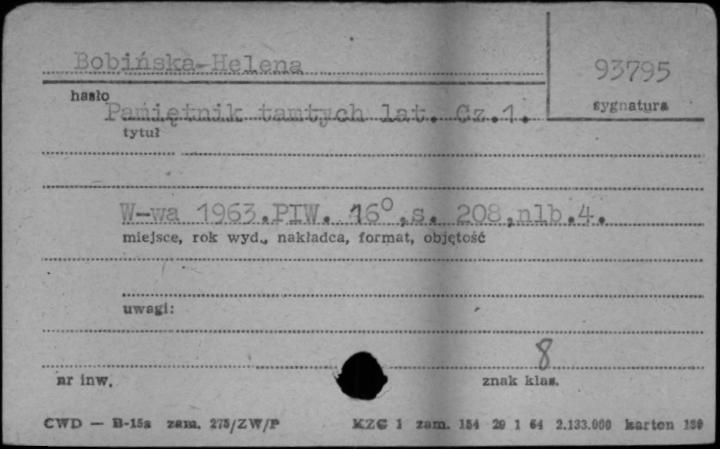 Bobińska-Helena
93795
hasło
sygnatura
Pamiętnik tamtych lat. Cz.1.
tytuł
W-wa 1963.PIW. 16⁰,s. 208,nlb.4.
miejsce, rok wyd., nakładca, format, objętość
uwagi:
8
nr inw.
znak klas.
CWD — B-15a zam. 275/ZW/P KZG 1 zam. 154 29 1 64 2.133.000 karton